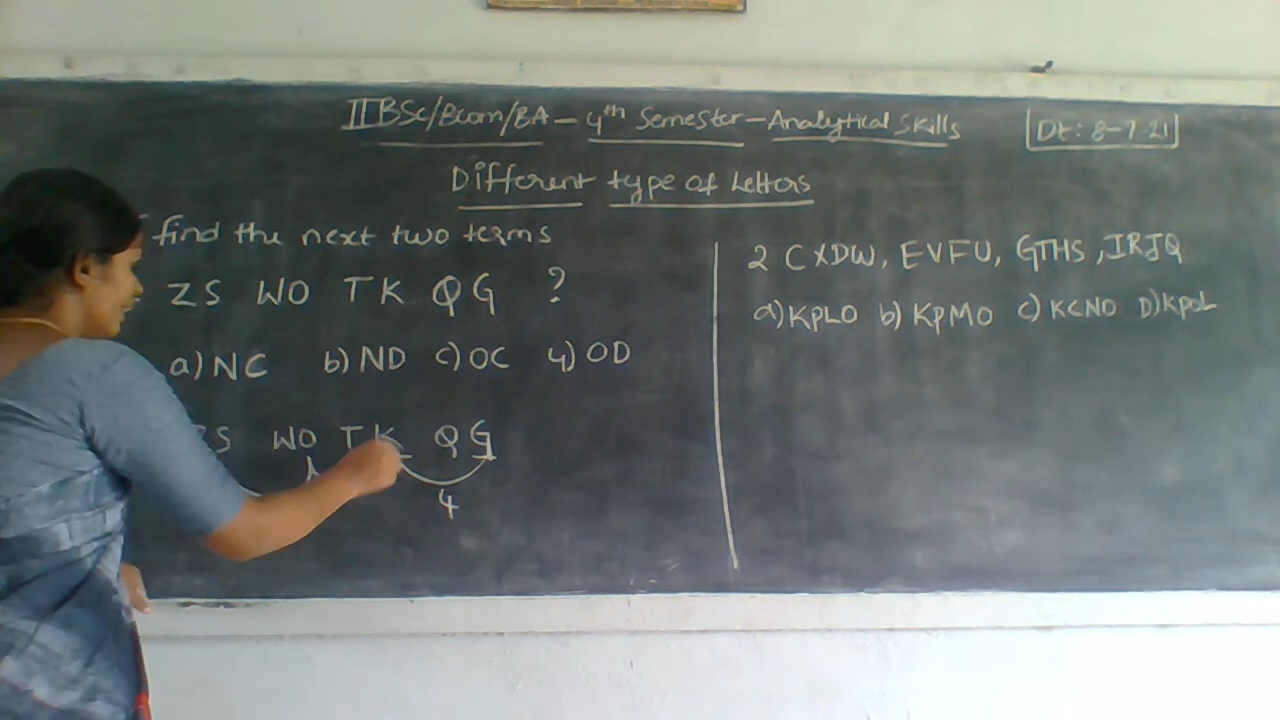 II BSc/Bcom/BA - 4th Semester - Analytical Skills
Dt: 8-7-21
Different type of Letters
find the next two terms
ZS WO TK QG ?
a) NC b) ND c) OC 4) OD
S WO TK QG
4
2 CXDW, EVFU, GTHS, IRJQ
a) KPLO b) KPMO c) KCNO D) KPOL